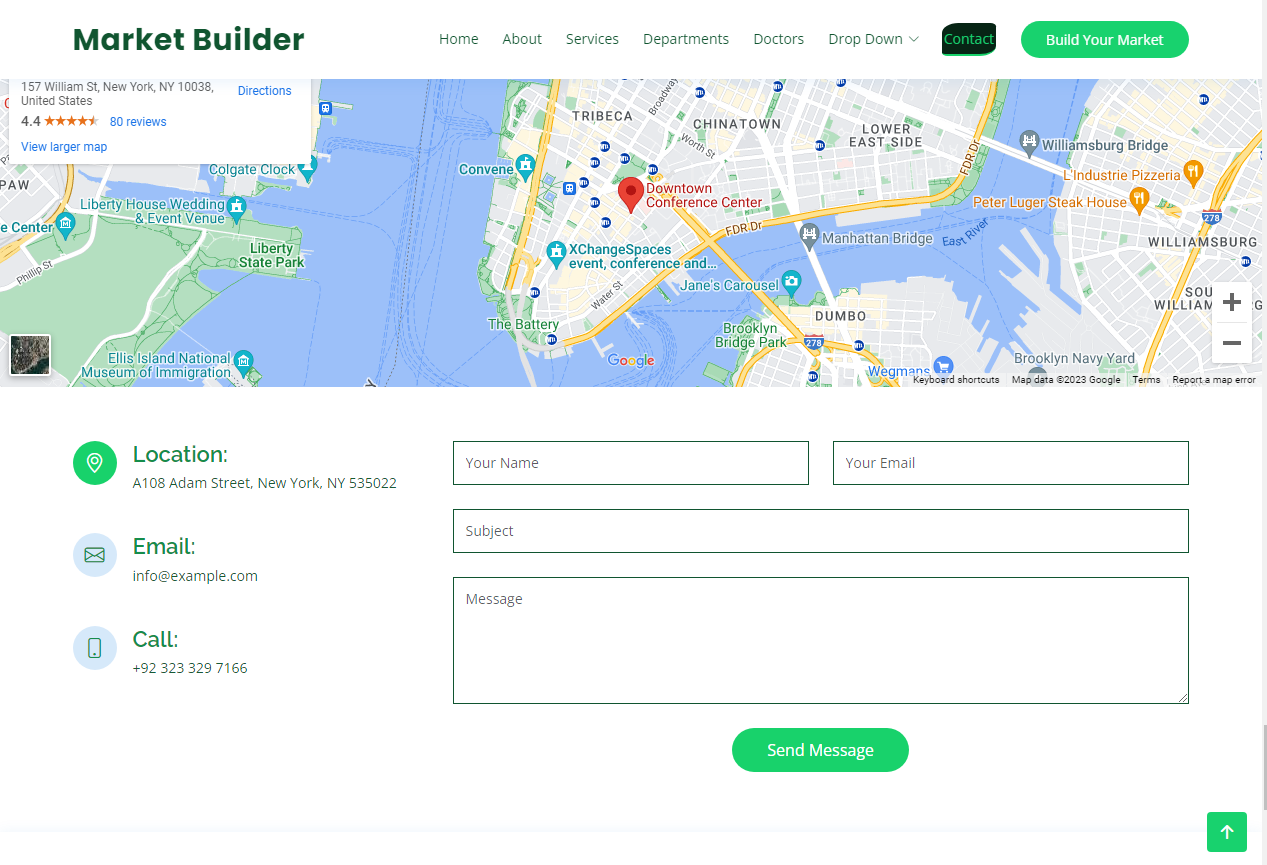 Market Builder
Home
About
Services
Departments
Doctors
Drop Down
Contact
Build Your Market
157 William St, New York, NY 10038,
United States
Directions
4.4
80 reviews
View larger map
TRIBECA
Broadway
CHINATOWN
Worth St
LOWER
EAST SIDE
FDR Dr
Williamsburg Bridge
L'Industrie Pizzeria
Peter Luger Steak House
278
WILLIAMSBURG
PAW
Colgate Clock
Convene
Downtown
Conference Center
Liberty House Wedding
& Event Venue
e Center
Liberty
State Park
Phillip St
FDR Dr
Manhattan Bridge
East River
XChangeSpaces
event, conference and...
Water St
Jane's Carousel
SOU
WILLIAM
G
The Battery
DUMBO
Brooklyn
Bridge Park
278
Ellis Island National
Museum of Immigration
Google
Wegmans
Brooklyn Navy Yard
Keyboard shortcuts
Map data ©2023 Google
Terms
Report a map error
Location:
A108 Adam Street, New York, NY 535022
Email:
info@example.com
Call:
+92 323 329 7166
Your Name
Your Email
Subject
Message
Send Message